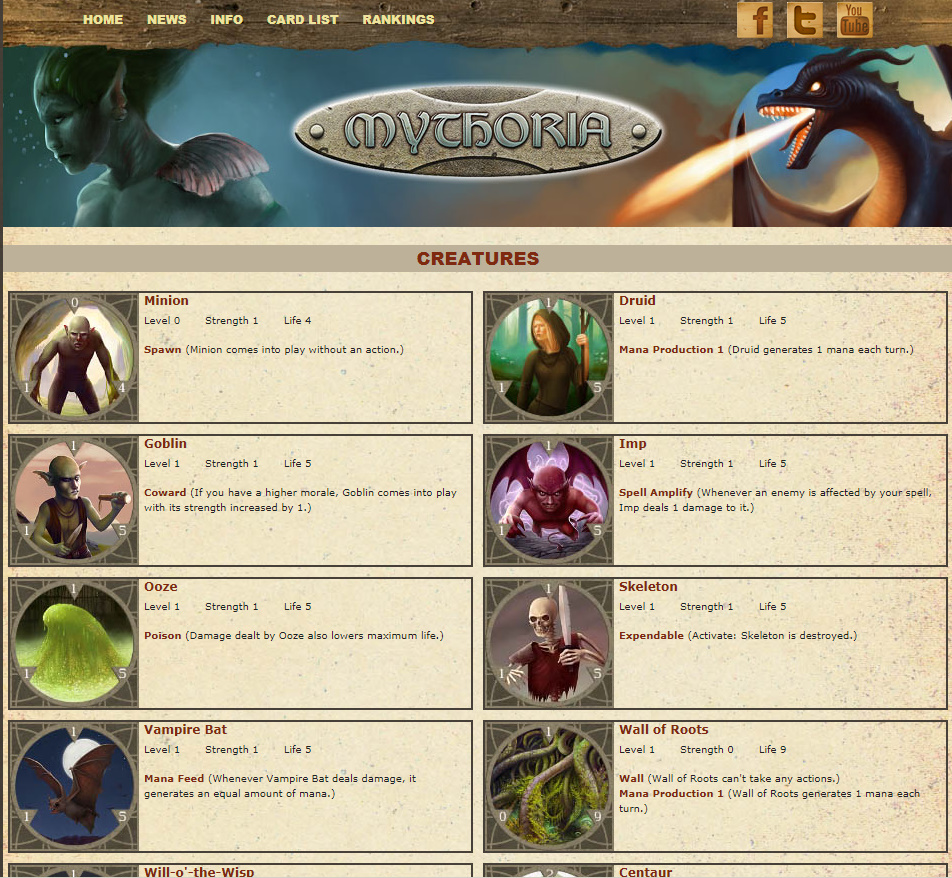 HOME NEWS INFO CARD LIST RANKINGS
f t You Tube
MYTHORIA
CREATURES
0
1 4
Minion
Level 0 Strength 1 Life 4
Spawn (Minion comes into play without an action.)
1
1 5
Druid
Level 1 Strength 1 Life 5
Mana Production 1 (Druid generates 1 mana each turn.)
1
1 5
Goblin
Level 1 Strength 1 Life 5
Coward (If you have a higher morale, Goblin comes into play
with its strength increased by 1.)
1
1 5
Imp
Level 1 Strength 1 Life 5
Spell Amplify (Whenever an enemy is affected by your spell,
Imp deals 1 damage to it.)
1
1 5
Ooze
Level 1 Strength 1 Life 5
Poison (Damage dealt by Ooze also lowers maximum life.)
1
1 5
Skeleton
Level 1 Strength 1 Life 5
Expendable (Activate: Skeleton is destroyed.)
1
1 5
Vampire Bat
Level 1 Strength 1 Life 5
Mana Feed (Whenever Vampire Bat deals damage, it
generates an equal amount of mana.)
1
0 9
Wall of Roots
Level 1 Strength 0 Life 9
Wall (Wall of Roots can't take any actions.)
Mana Production 1 (Wall of Roots generates 1 mana each
turn.)
1
Will-o'-the-Wisp
2
Centaur